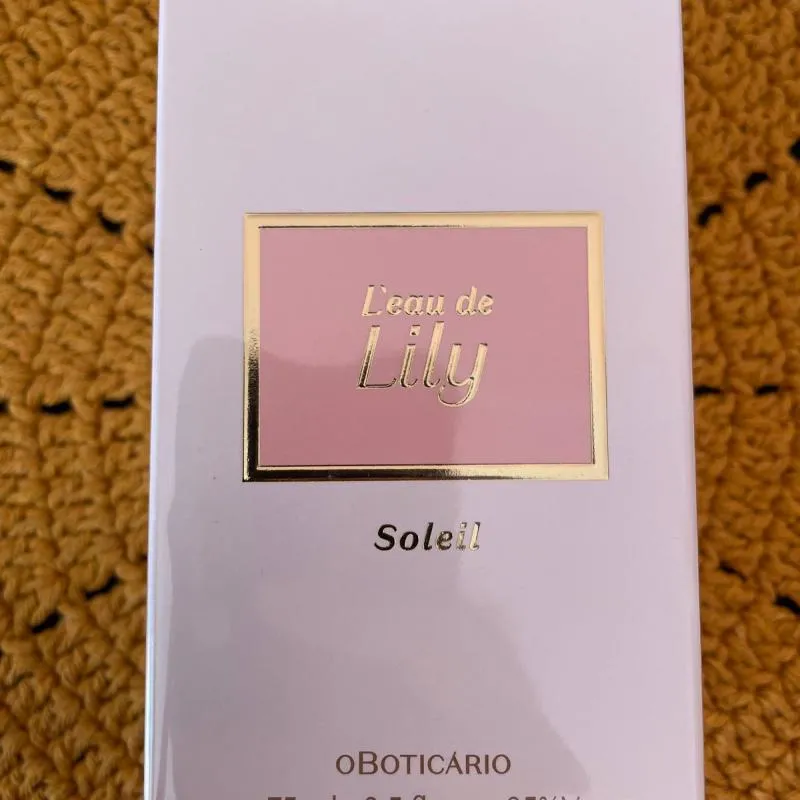 L'eau de
Lily
Soleil
oBOTICÁRIO